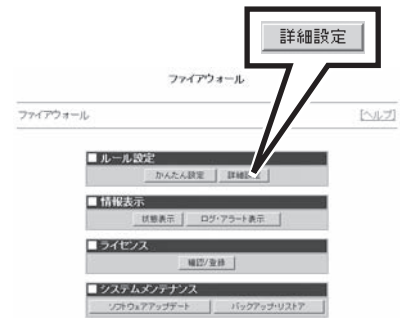 詳細設定
ファイアウォール
ファイアウォール [ヘルプ]
■ ルール設定
かんたん設定 詳細設定
■ 情報表示
状態表示 ログ・アラート表示
■ ライセンス
確認/登録
■ システムメンテナンス
ソフトウェアアップデート バックアップ・リストア